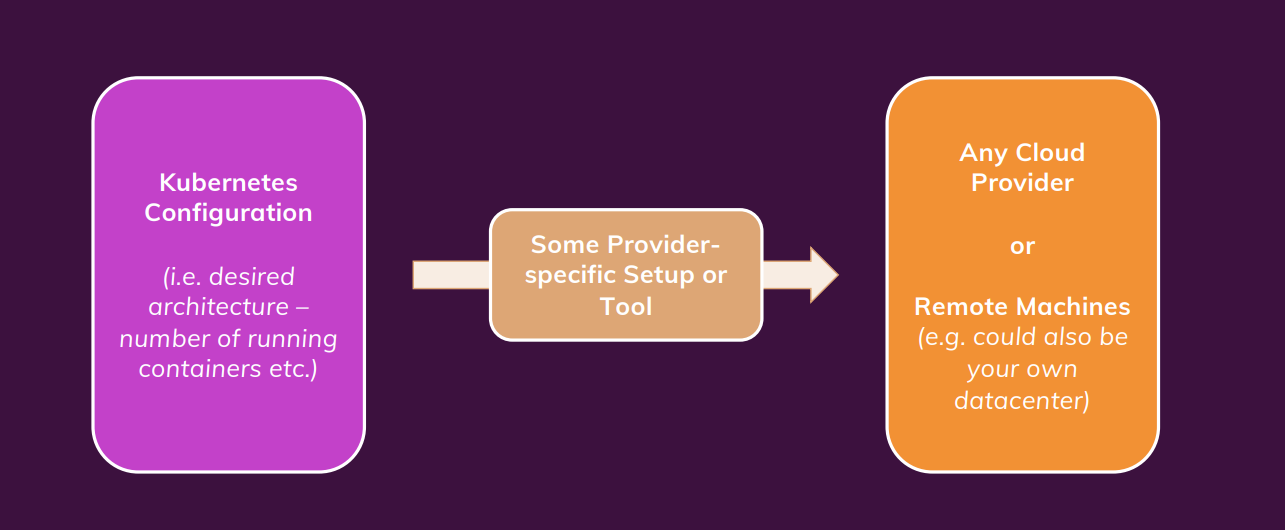 Kubernetes
Configuration
(i.e. desired
architecture –
number of running
containers etc.)
Some Provider-
specific Setup or
Tool
Any Cloud
Provider
or
Remote Machines
(e.g. could also be
your own
datacenter)